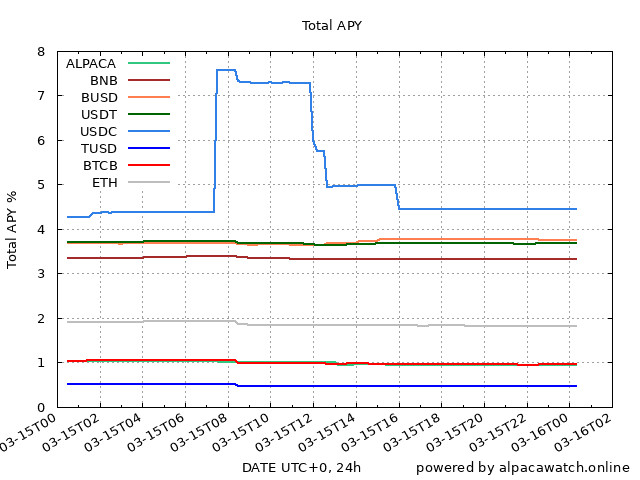 Total APY
8
7
6
5
4
3
2
1
0
Total APY %
ALPACA
BNB
BUSD
USDT
USDC
TUSD
BTCB
ETH
03-15T00
03-15T02
03-15T04
03-15T06
03-15T08
03-15T10
03-15T12
03-15T14
03-15T16
03-15T18
03-15T20
03-15T22
03-16T00
03-16T02
DATE UTC+0, 24h
powered by alpacawatch.online